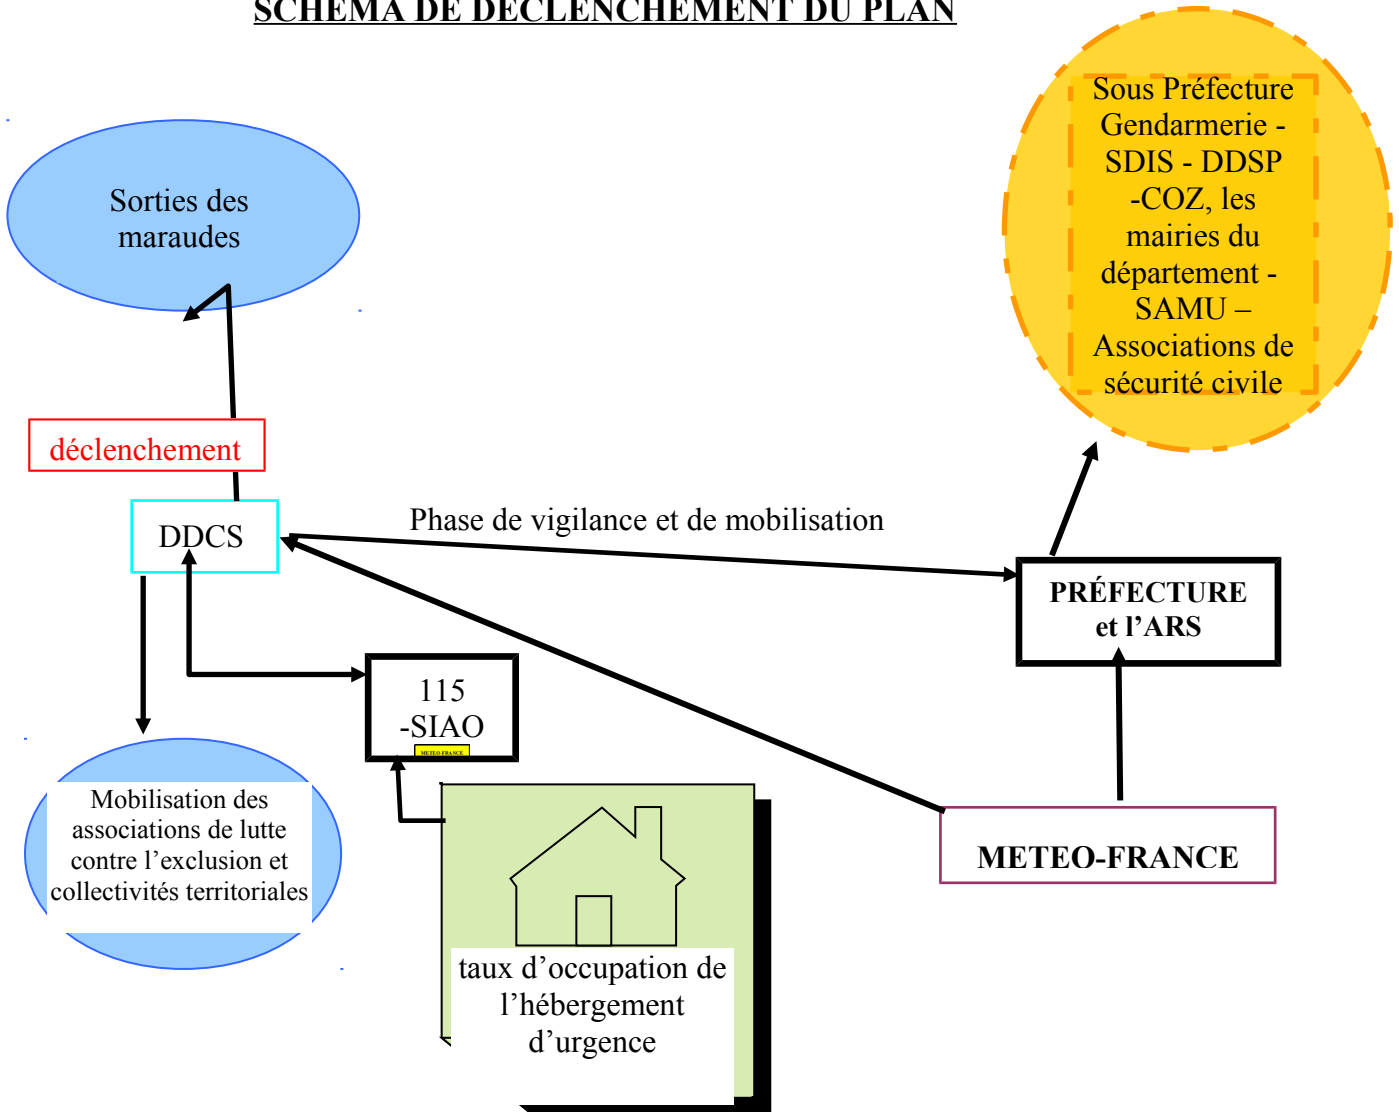 SCHEMA DE DECLENCHEMENT DU PLAN
Sous Préfecture
Gendarmerie -
SDIS - DDSP
-COZ, les
mairies du
département -
SAMU –
Associations de
sécurité civile
Sorties des
maraudes
déclenchement
DDCS
Phase de vigilance et de mobilisation
PRÉFECTURE
et l’ARS
115
-SIAO
METEO-FRANCE
Mobilisation des
associations de lutte
contre l’exclusion et
collectivités territoriales
METEO-FRANCE
taux d’occupation de
l’hébergement
d’urgence